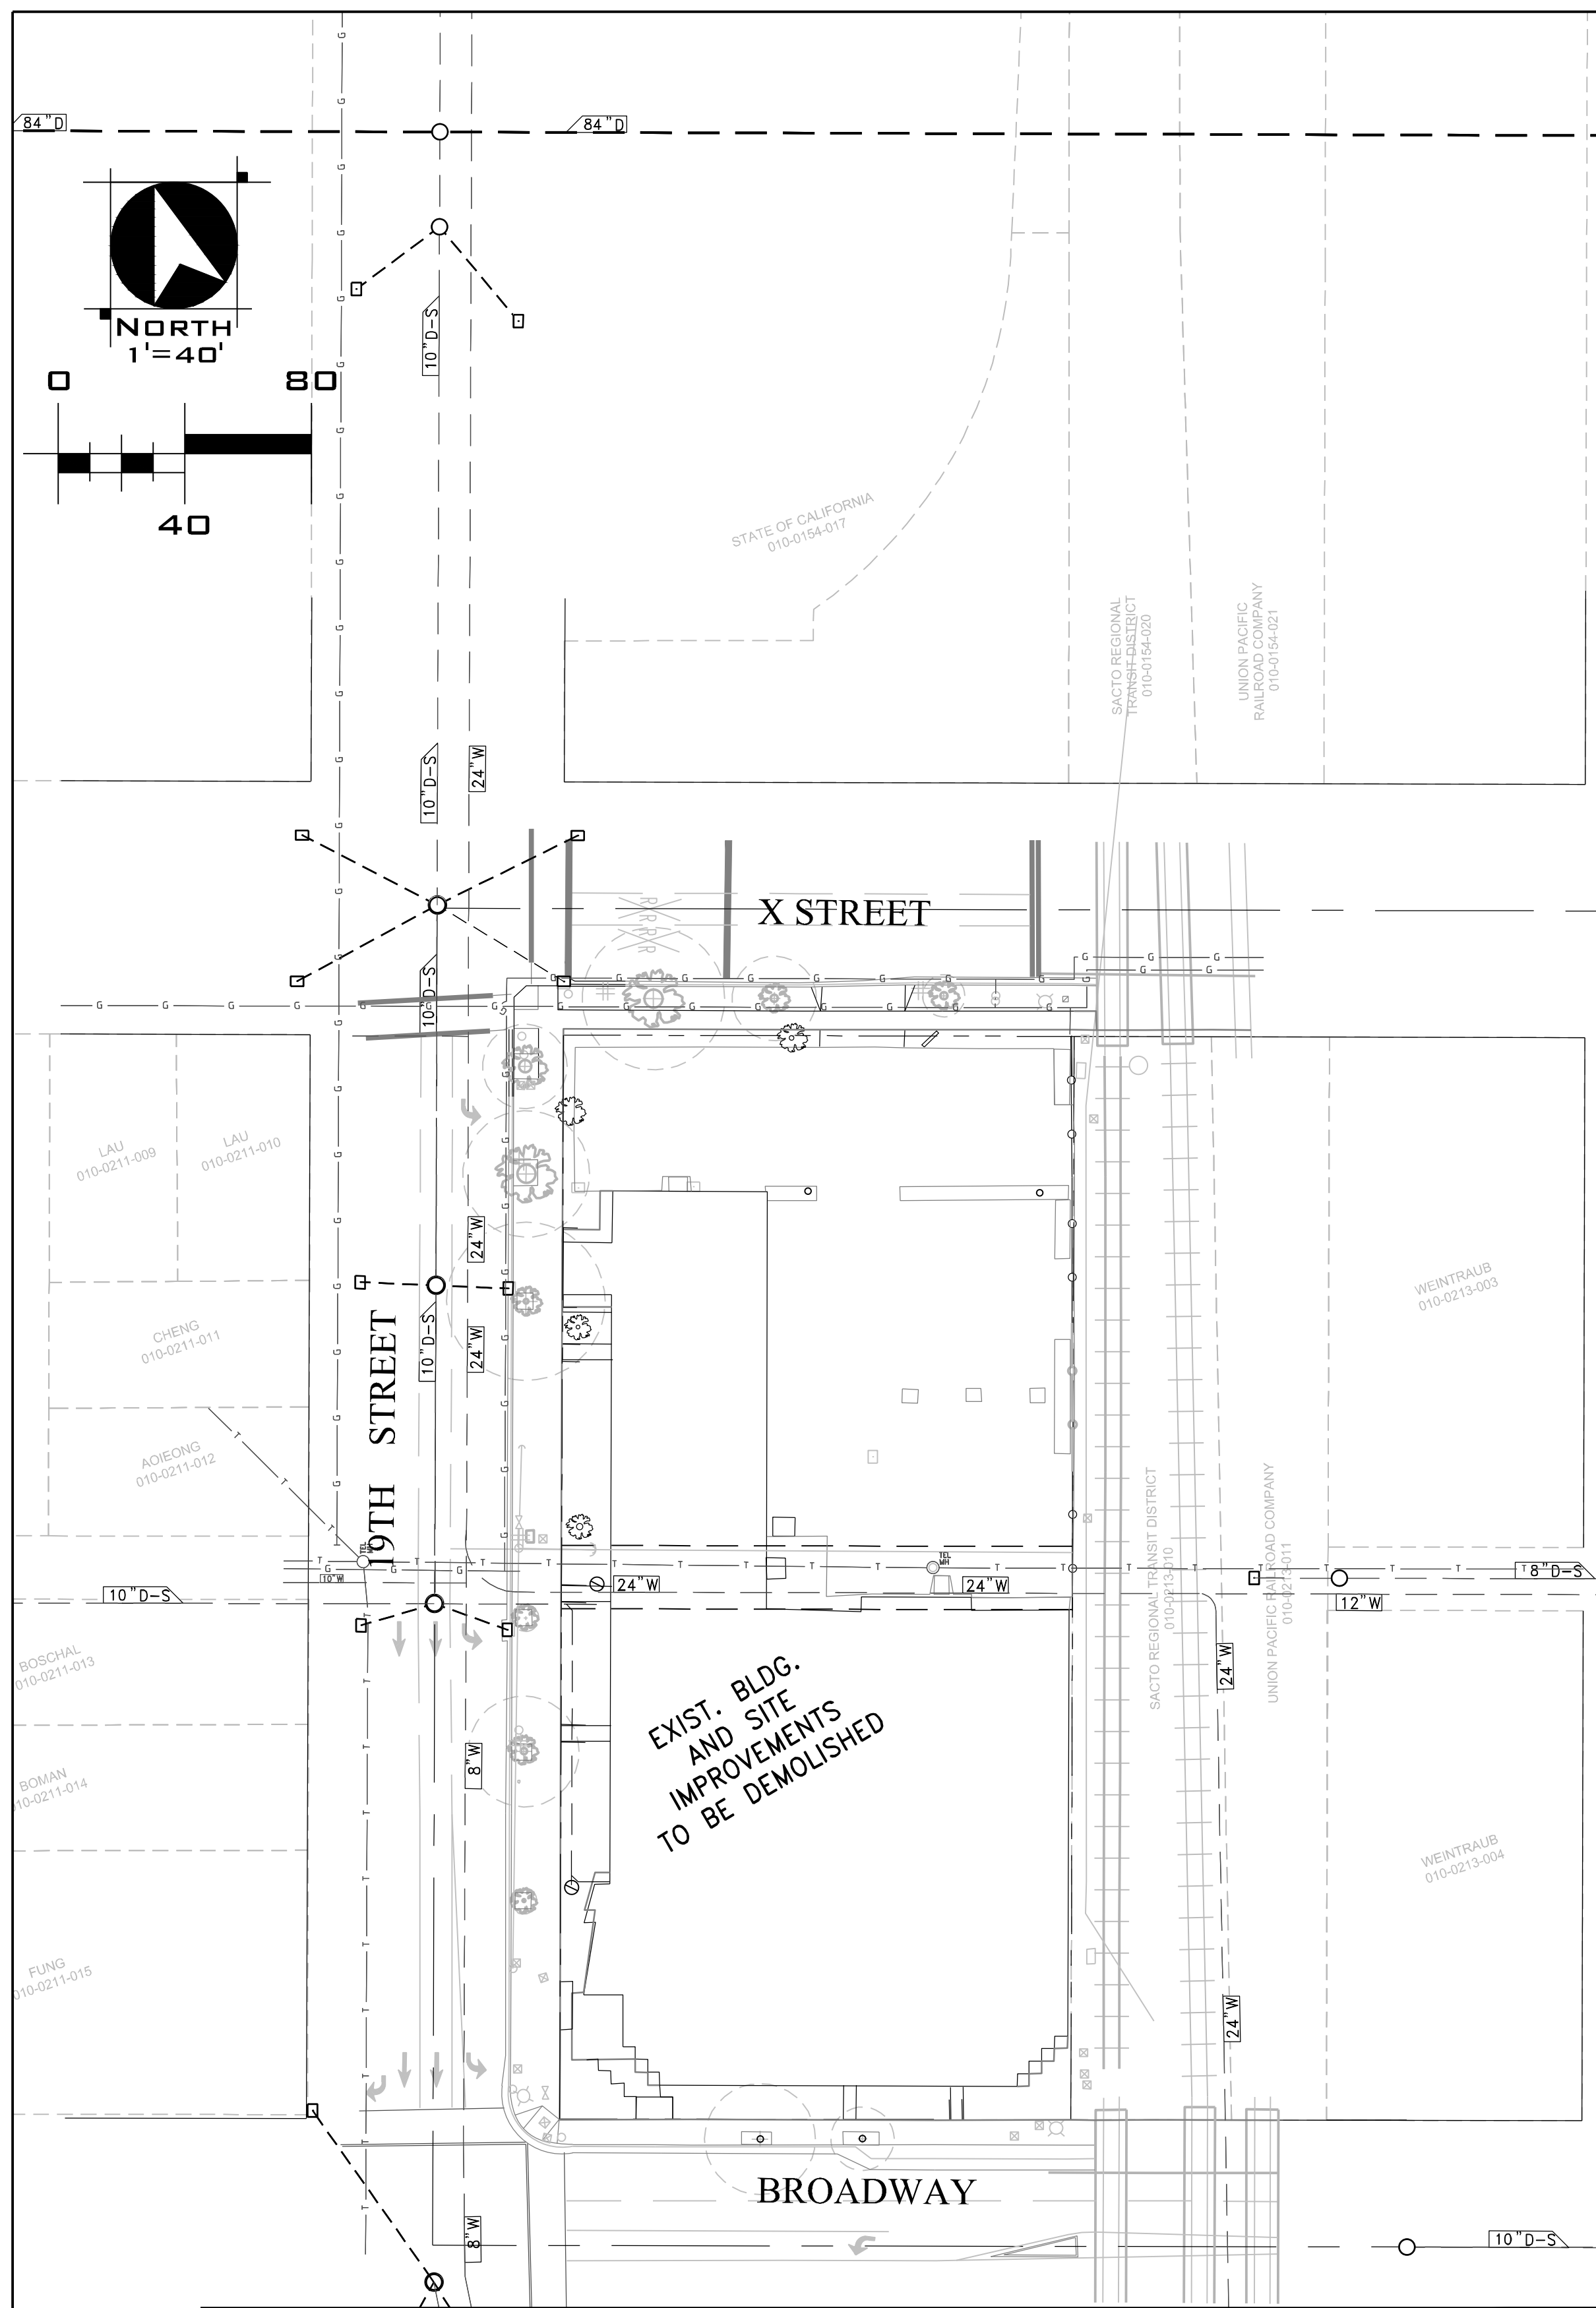 84"D
84"D
NORTH
1'=40'
0
80
40
10"D-S
STATE OF CALIFORNIA
010-0154-017
SACTO REGIONAL
TRANSIT DISTRICT
010-0154-020
UNION PACIFIC
RAILROAD COMPANY
010-0154-021
10"D-S
24"W
X STREET
R R
R R
10"D-S
LAU
010-0211-009
LAU
010-0211-010
24"W
CHENG
010-0211-011
10"D-S
24"W
19TH STREET
WEINTRAUB
010-0213-003
AOIEONG
010-0211-012
TEL
MH
TEL
MH
10"W
10"D-S
24"W
24"W
8"D-S
12"W
SACTO REGIONAL TRANSIT DISTRICT
010-0213-010
UNION PACIFIC RAILROAD COMPANY
010-0213-011
24"W
BOSCHAL
010-0211-013
EXIST. BLDG.
AND SITE
IMPROVEMENTS
TO BE DEMOLISHED
8"W
BOMAN
010-0211-014
WEINTRAUB
010-0213-004
FUNG
010-0211-015
24"W
BROADWAY
8"W
10"D-S